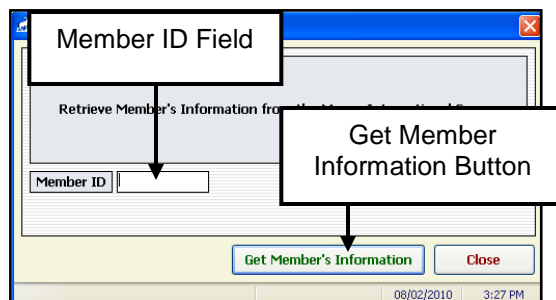 Member ID Field
Retrieve Member's Information
Get Member
Information Button
Member ID
Get Member's Information Close
08/02/2010 3:27 PM